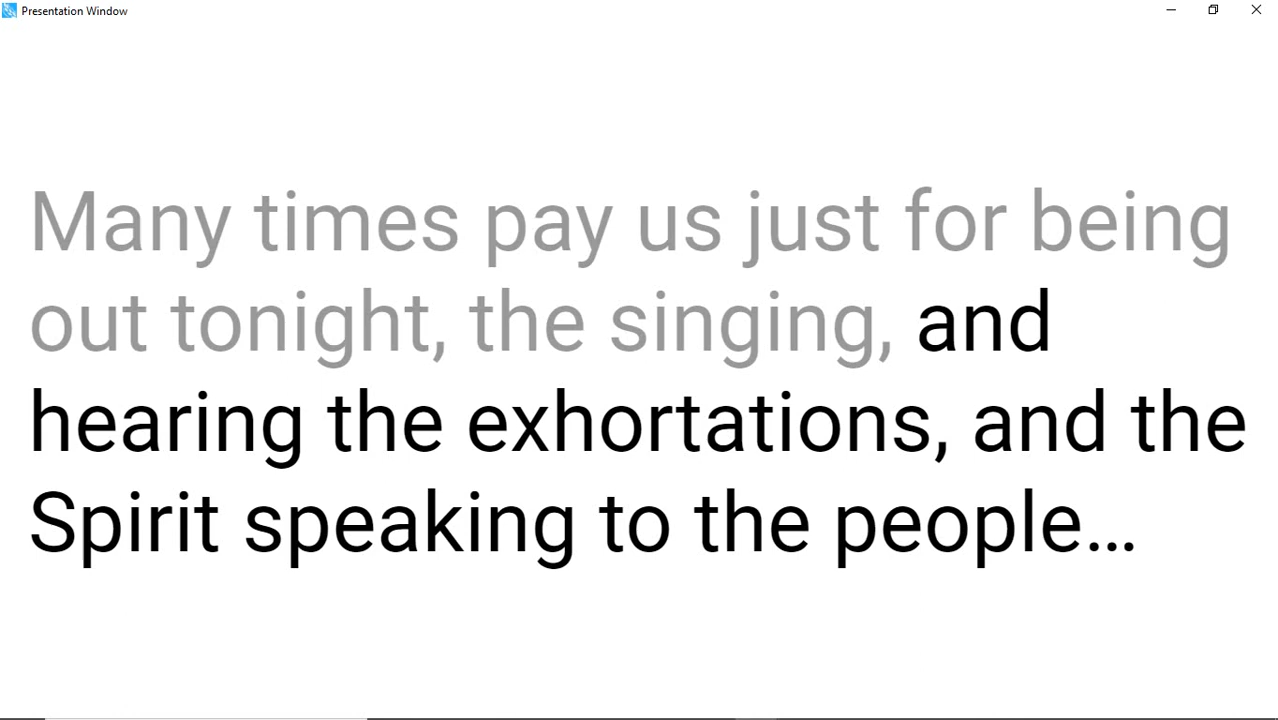 Presentation Window
Many times pay us just for being
out tonight, the singing, and
hearing the exhortations, and the
Spirit speaking to the people...